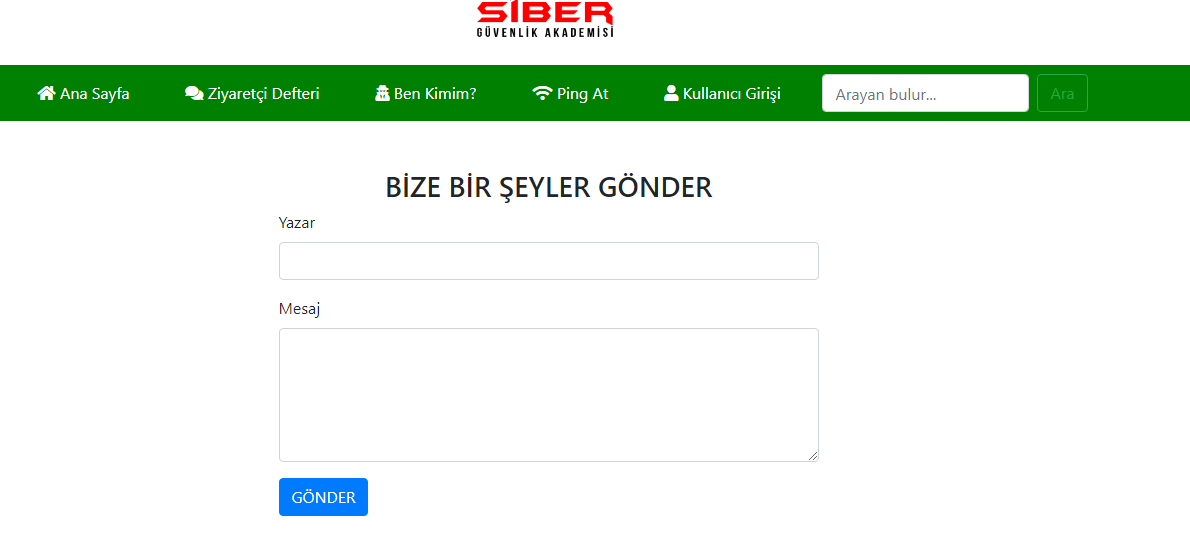 SİBER
GÜVENLİK AKADEMİSİ
Ana Sayfa Ziyaretçi Defteri Ben Kimim? Ping At Kullanıcı Girişi Arayan bulur... Ara
BİZE BİR ŞEYLER GÖNDER
Yazar
Mesaj
GÖNDER